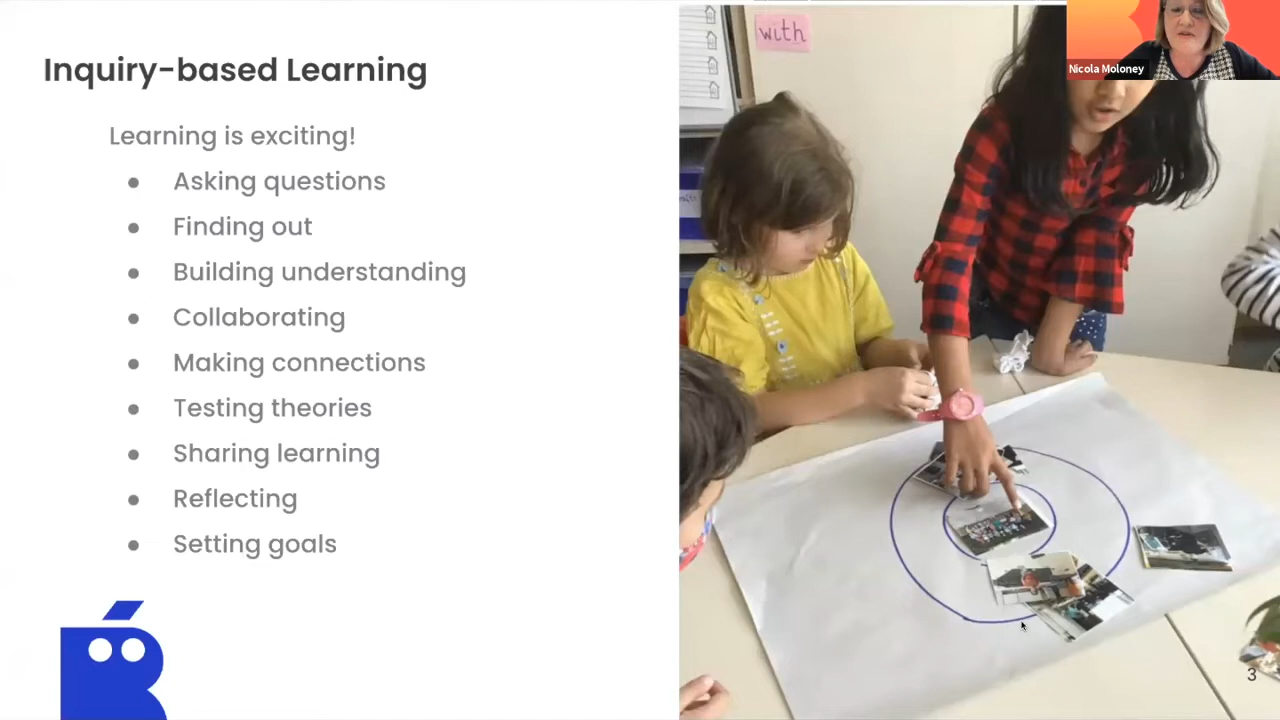 Inquiry-based Learning
Learning is exciting!
● Asking questions
● Finding out
● Building understanding
● Collaborating
● Making connections
● Testing theories
● Sharing learning
● Reflecting
● Setting goals
with
Nicola Moloney
3